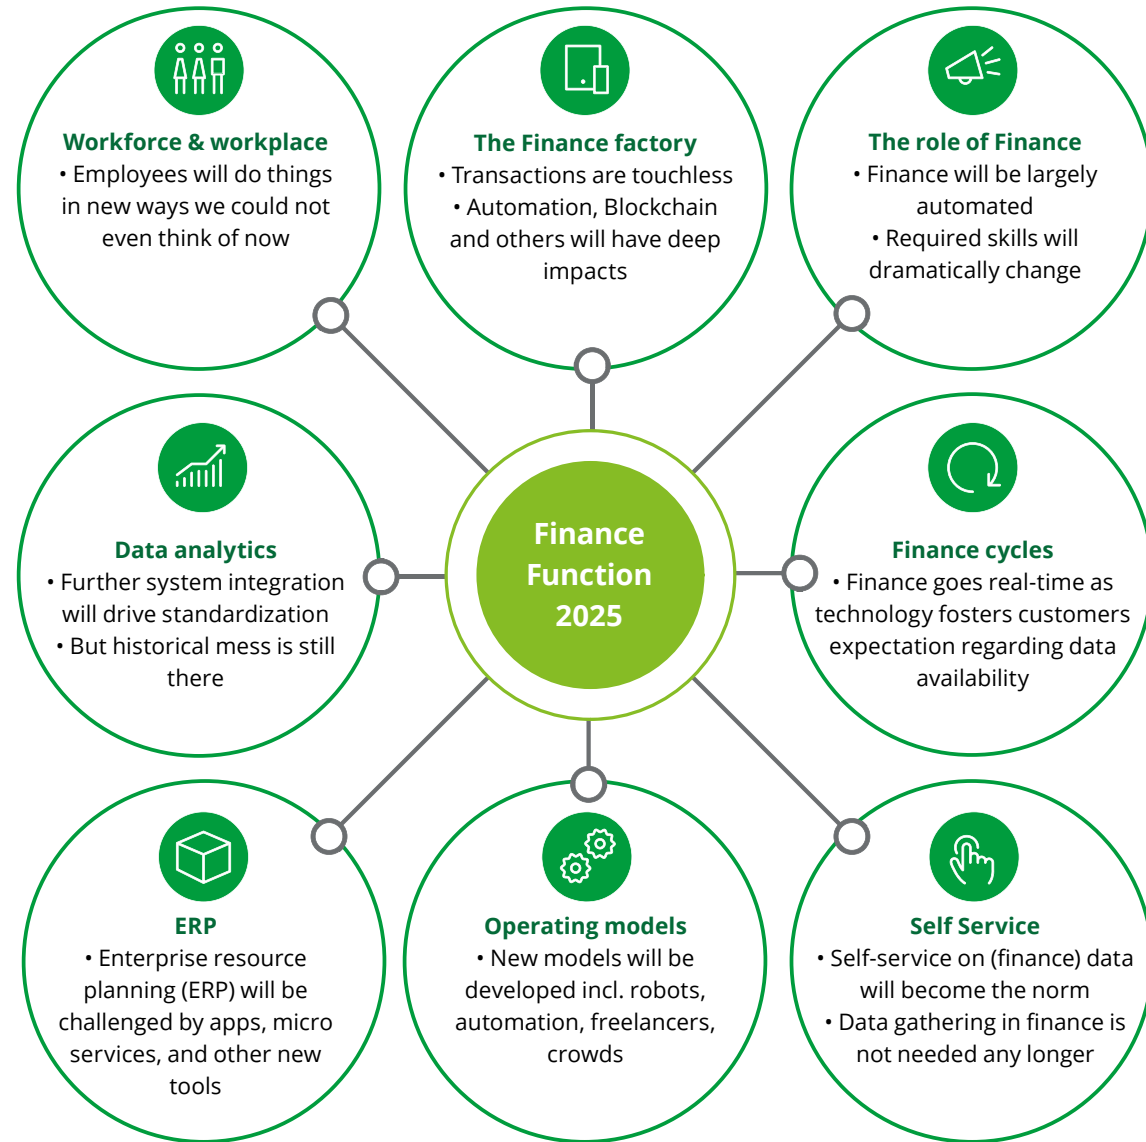 Workforce & workplace
• Employees will do things
in new ways we could not
even think of now
The Finance factory
• Transactions are touchless
• Automation, Blockchain
and others will have deep
impacts
The role of Finance
• Finance will be largely
automated
• Required skills will
dramatically change
Data analytics
• Further system integration
will drive standardization
• But historical mess is still
there
Finance
Function
2025
Finance cycles
• Finance goes real-time as
technology fosters customers
expectation regarding data
availability
ERP
• Enterprise resource
planning (ERP) will be
challenged by apps, micro
services, and other new
tools
Operating models
• New models will be
developed incl. robots,
automation, freelancers,
crowds
Self Service
• Self-service on (finance) data
will become the norm
• Data gathering in finance is
not needed any longer